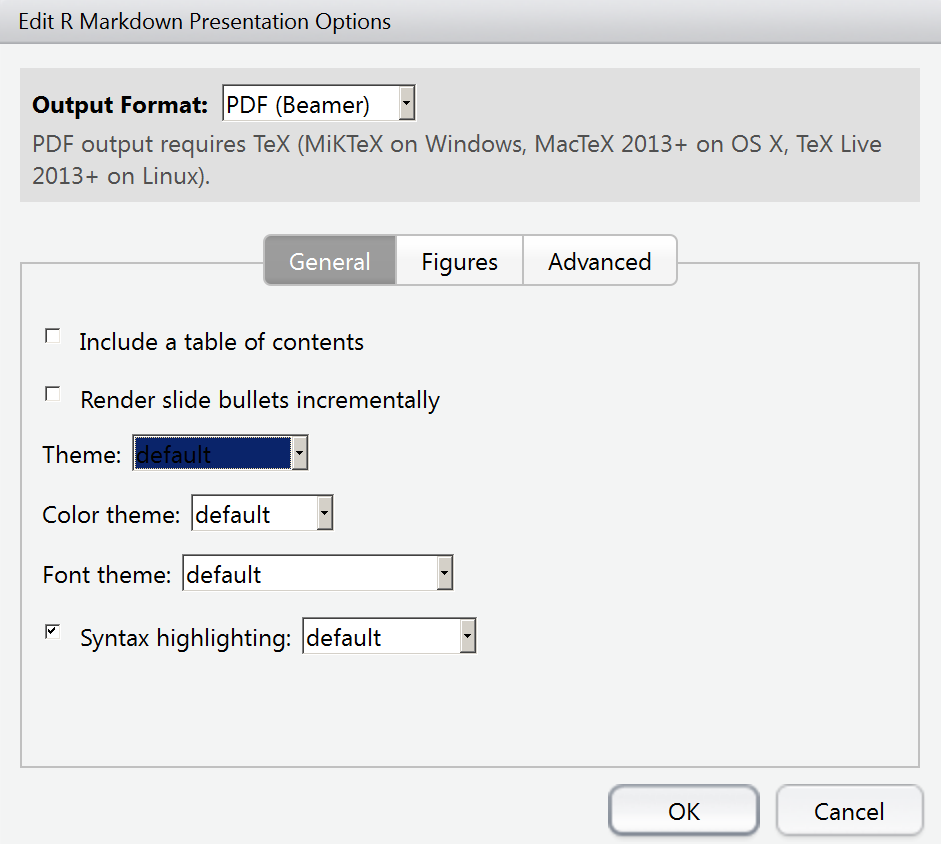 Edit R Markdown Presentation Options
Output Format: PDF (Beamer)
PDF output requires TeX (MiKTeX on Windows, MacTeX 2013+ on OS X, TeX Live
2013+ on Linux).
General Figures Advanced
Include a table of contents
Render slide bullets incrementally
Theme: default
Color theme: default
Font theme: default
Syntax highlighting: default
OK Cancel